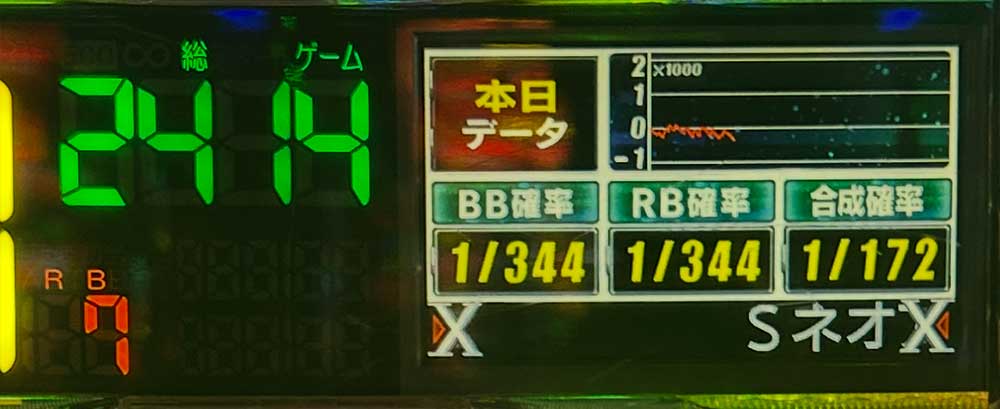 総 ゲーム
2414
RB
7
本日
データ
2
x1000
1
0
-1
BB確率 RB確率 合成確率
1/344 1/344 1/172
X SネオX